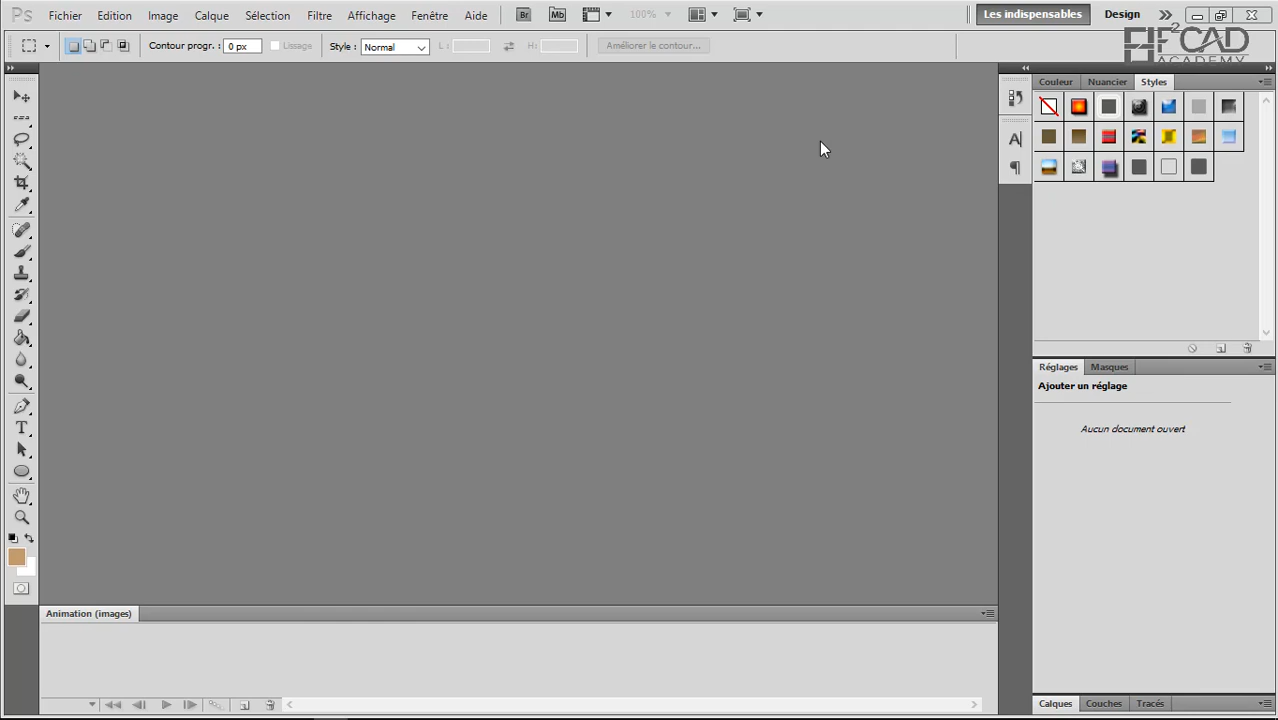 Ps Fichier Edition Image Calque Sélection Filtre Affichage Fenêtre Aide Br Mb 100% Les indispensables Design
Contour progr. : 0 px Lissage Style : Normal L : H : Améliorer le contour...
F²CAD
ACADEMY
Couleur Nuancier Styles
Réglages Masques
Ajouter un réglage
Aucun document ouvert
Animation (images)
Calques Couches Tracés